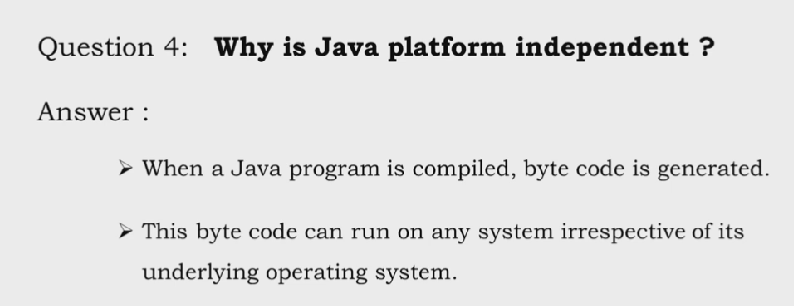 Question 4: Why is Java platform independent ?
Answer :
➢ When a Java program is compiled, byte code is generated.
➢ This byte code can run on any system irrespective of its
underlying operating system.